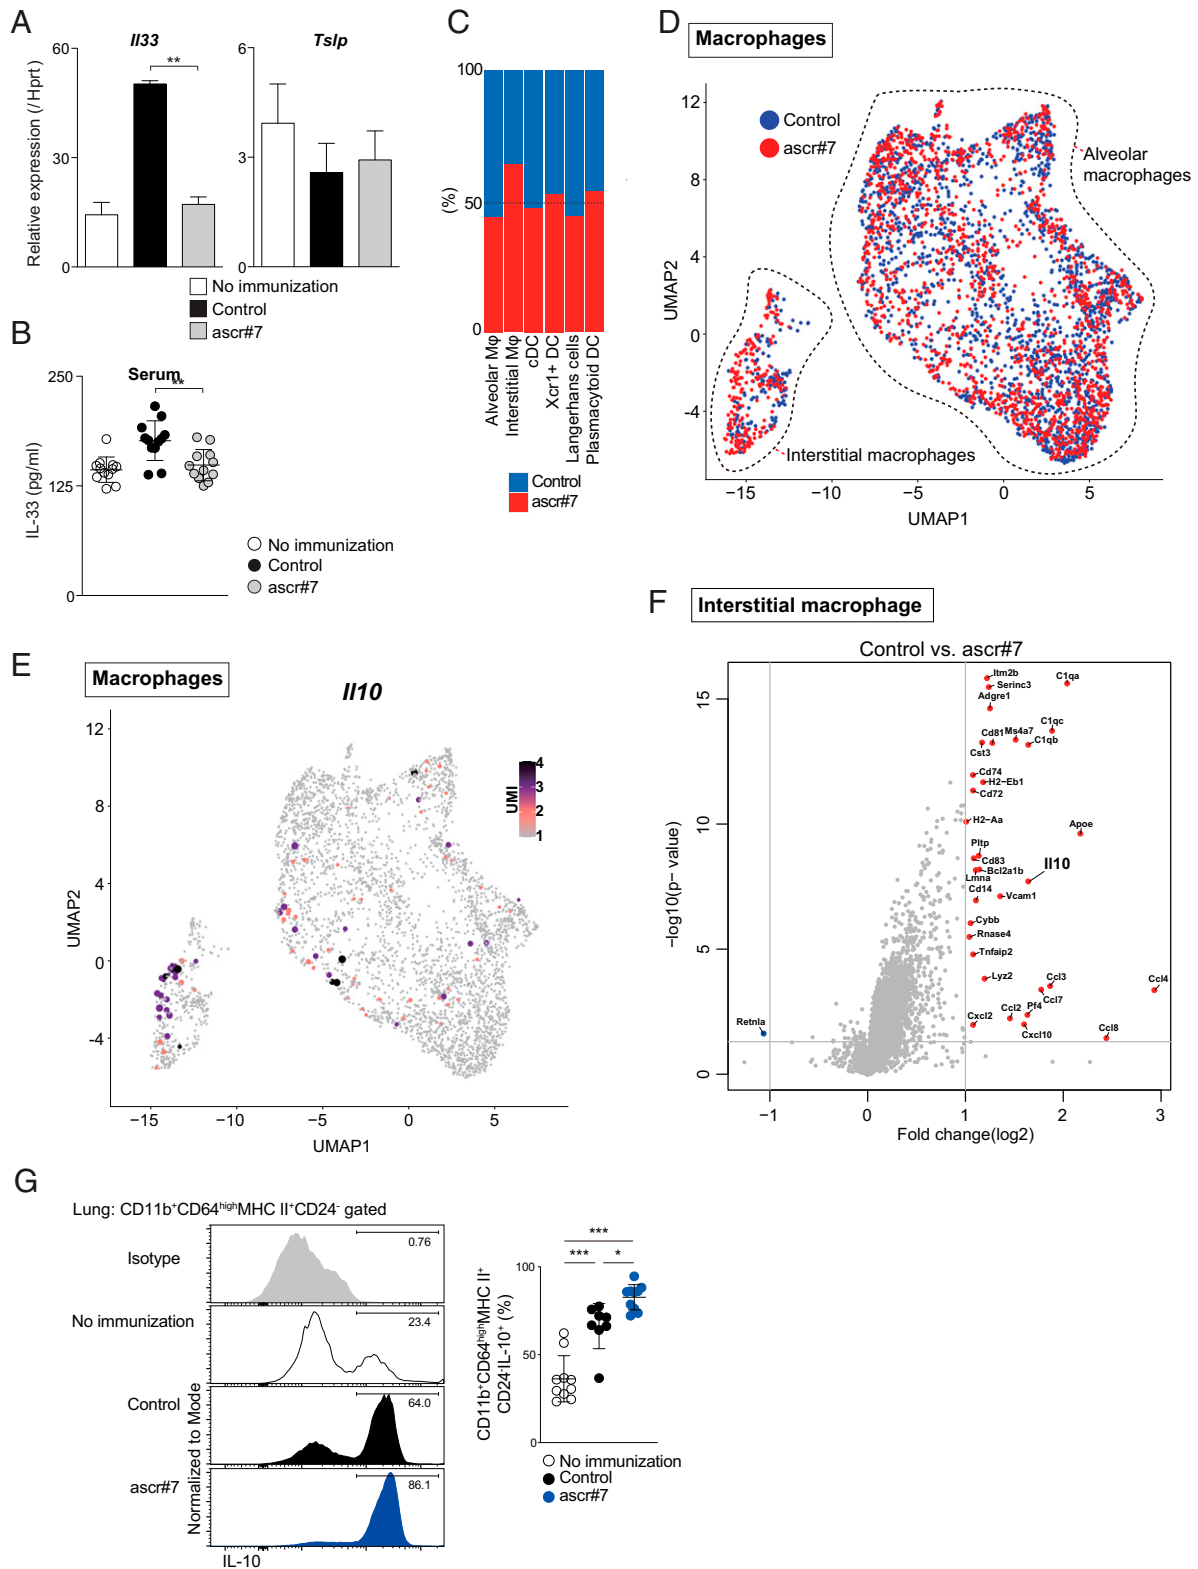 A
Il33
Tslp
Relative expression (/ Hprt)
60
30
0
**
6
3
0
No immunization
Control
ascr#7
B
Serum
**
IL-33 (pg/ml)
250
125
0
No immunization
Control
ascr#7
C
(%)
100
50
0
Alveolar Mφ
Interstitial Mφ
cDC
Xcr1+ DC
Langerhans cells
Plasmacytoid DC
Control
ascr#7
D
Macrophages
Control
ascr#7
Alveolar
macrophages
Interstitial macrophages
UMAP2
12
8
4
0
−4
−15
−10
−5
0
5
UMAP1
E
Macrophages
Il10
UMI
4
3
2
1
UMAP2
12
8
4
0
−4
−15
−10
−5
0
5
UMAP1
F
Interstitial macrophage
Control vs. ascr#7
−log10(p− value)
15
10
5
0
Itm2b
Serinc3
C1qa
Adgre1
C1qc
Cd81
Ms4a7
C1qb
Cst3
Cd74
H2−Eb1
Cd72
H2−Aa
Apoe
Pltp
Cd83
Il10
Bcl2a1b
Lmna
Cd14
Vcam1
Cybb
Rnase4
Tnfaip2
Lyz2
Ccl3
Ccl4
Ccl7
Ccl2
Pf4
Cxcl2
Cxcl10
Ccl8
Retnla
−1
0
1
2
3
Fold change(log2)
G
Lung: CD11b⁺CD64ʰⁱᵍʰMHC II⁺CD24⁻ gated
Isotype
0.76
No immunization
23.4
Control
64.0
ascr#7
86.1
Normalized to Mode
IL-10
CD11b⁺CD64ʰⁱᵍʰMHC II⁺
CD24⁻IL-10⁺ (%)
***
***
*
100
50
0
No immunization
Control
ascr#7